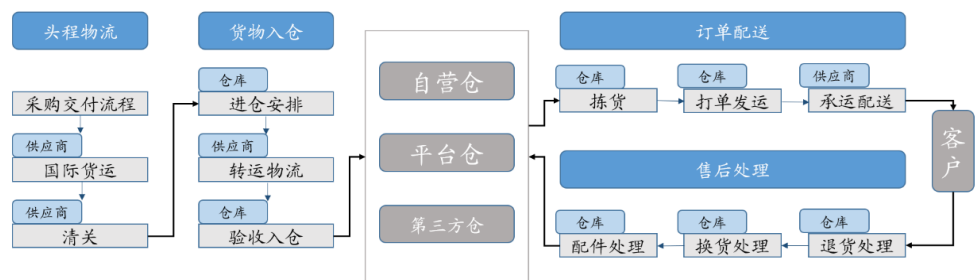 头程物流
采购交付流程
供应商
国际货运
供应商
清关
货物入仓
仓库
进仓安排
供应商
转运物流
仓库
验收入仓
自营仓
平台仓
第三方仓
订单配送
仓库
拣货
仓库
打单发运
供应商
承运配送
客户
售后处理
仓库
配件处理
仓库
换货处理
仓库
退货处理